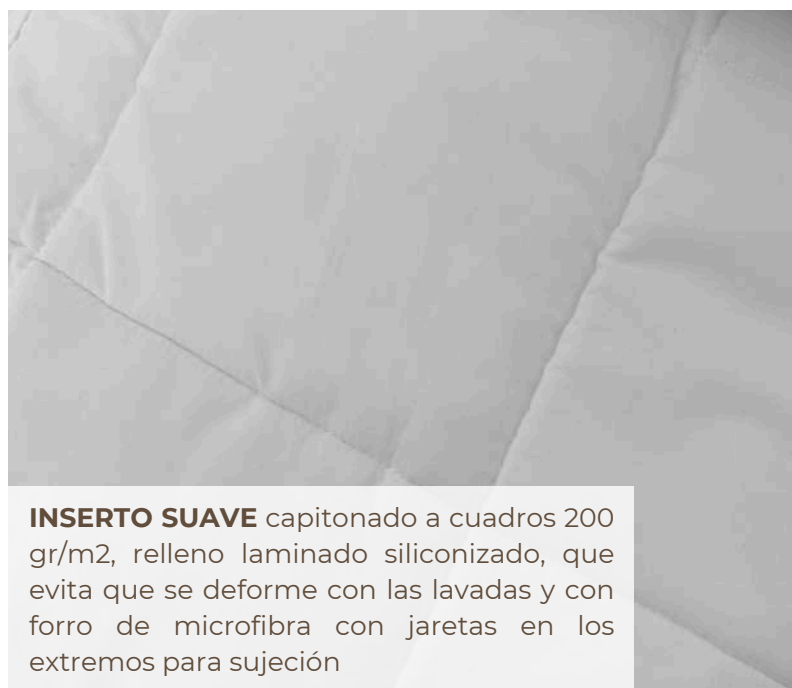 INSERTO SUAVE capitonado a cuadros 200
gr/m2, relleno laminado siliconizado, que
evita que se deforme con las lavadas y con
forro de microfibra con jaretas en los
extremos para sujeción